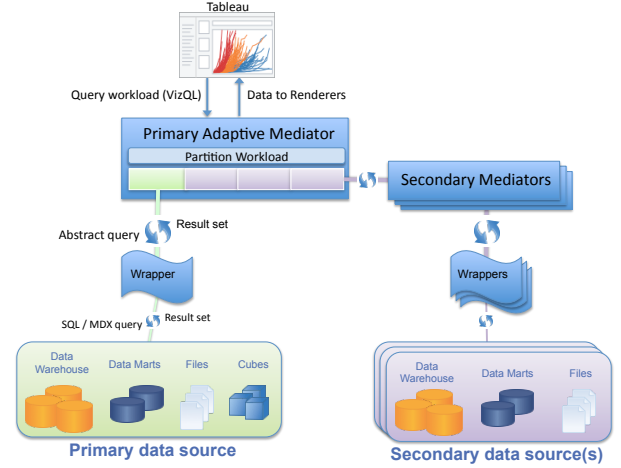 Tableau
Query workload (VizQL)
Data to Renderers
Primary Adaptive Mediator
Partition Workload
Secondary Mediators
Abstract query
Result set
Wrapper
Wrappers
SQL / MDX query
Result set
Data
Warehouse
Data Marts
Files
Cubes
Data
Warehouse
Data Marts
Files
Primary data source
Secondary data source(s)